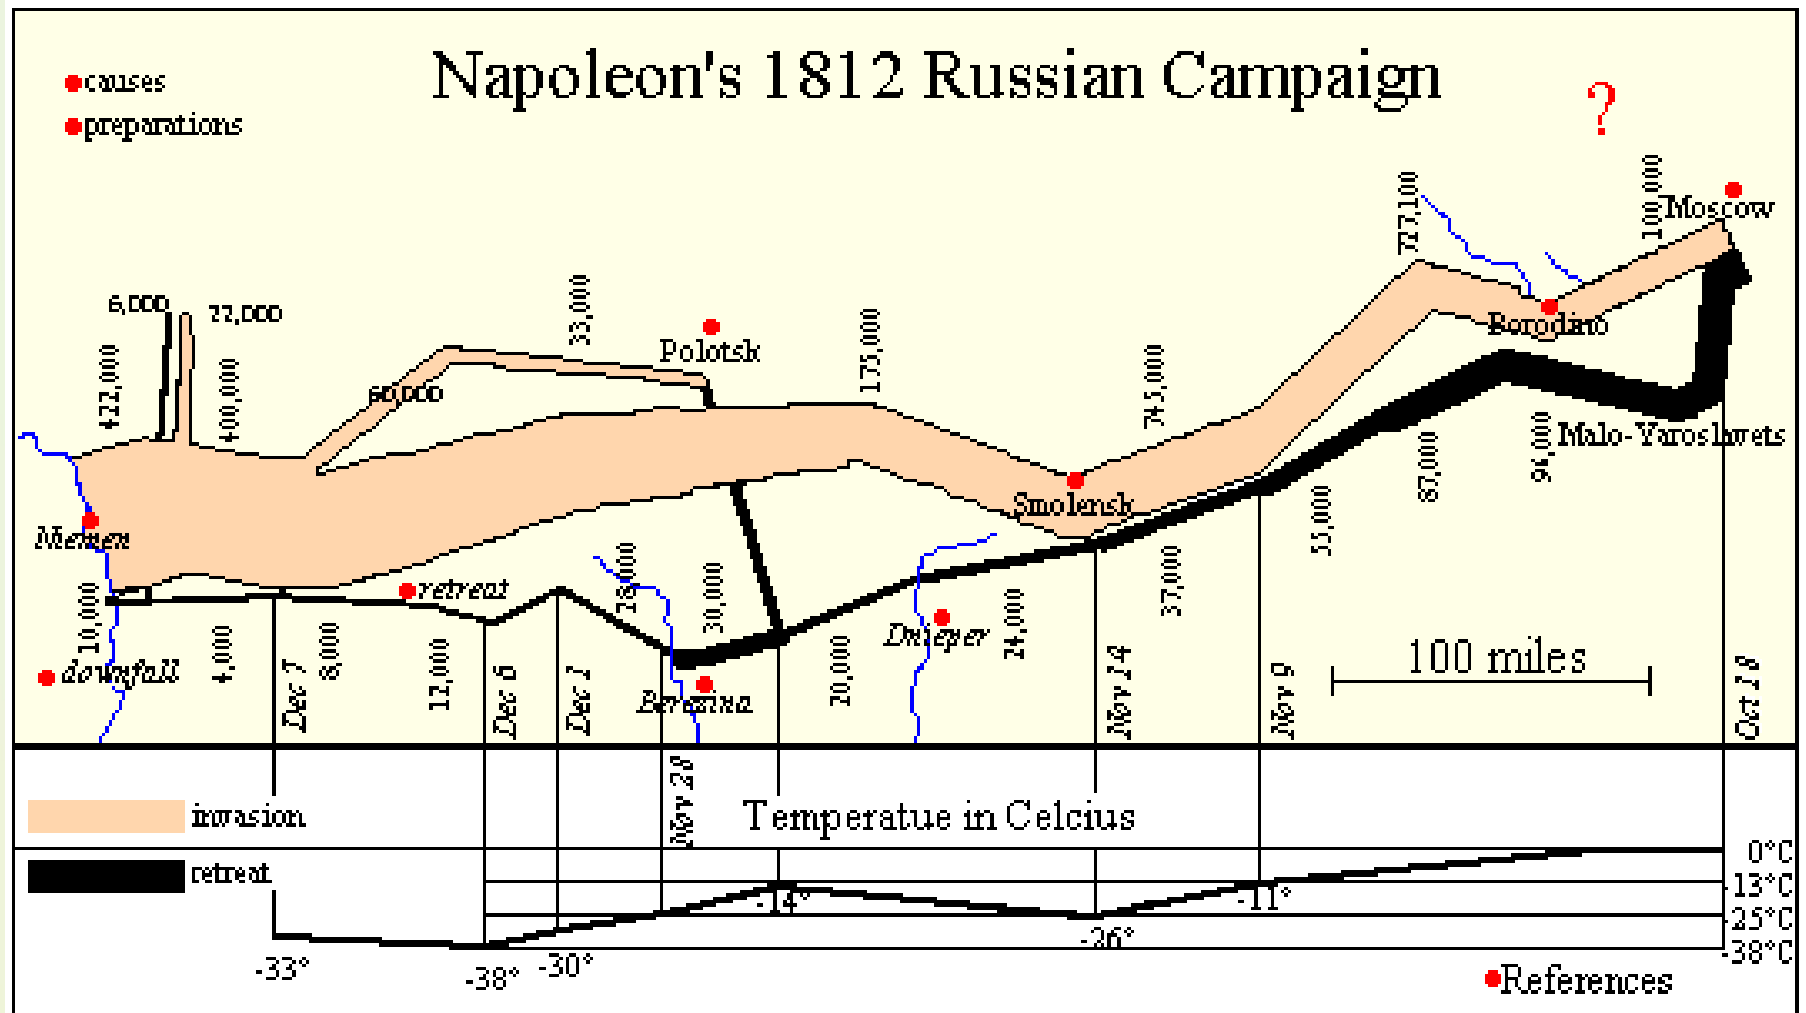 Napoleon's 1812 Russian Campaign
causes
preparations
?
Moscow
100,000
727,100
Borodino
6,000
22,000
422,000
400,000
33,000
Polotsk
60,000
175,000
745,000
Smolensk
Malo-Yaroslavets
Niemen
retreat
10,000
4,000
8,000
12,000
28,000
30,000
20,000
24,000
37,000
55,000
87,000
94,000
Dnieper
Berezina
downfall
100 miles
Dec 7
Dec 6
Dec 1
Nov 28
Nov 14
Nov 9
Oct 18
invasion
retreat
Temperatue in Celcius
0°C
-13°C
-25°C
-38°C
-33°
-38°
-30°
-14°
-26°
-11°
References